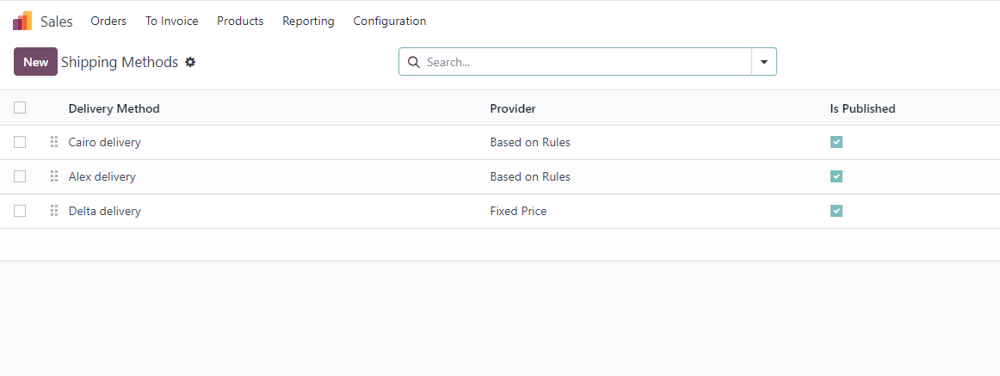 Sales Orders To Invoice Products Reporting Configuration
New Shipping Methods Search...
Delivery Method Provider Is Published
Cairo delivery Based on Rules
Alex delivery Based on Rules
Delta delivery Fixed Price